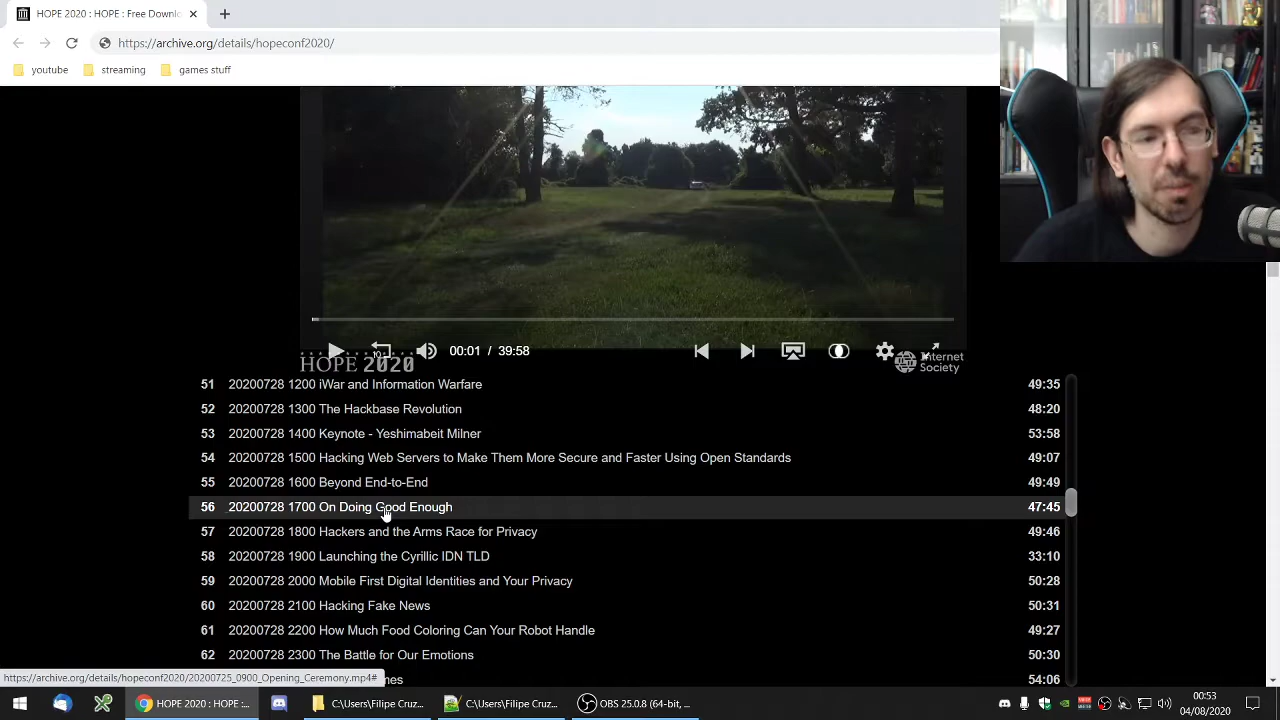 HOPE 2020 : HOPE : Free Downl
https://archive.org/details/hopeconf2020/
youtube
streaming
games stuff
10
00:01 / 39:58
HOPE 2020
Internet
Society
51 20200728 1200 iWar and Information Warfare 49:35
52 20200728 1300 The Hackbase Revolution 48:20
53 20200728 1400 Keynote - Yeshimabeit Milner 53:58
54 20200728 1500 Hacking Web Servers to Make Them More Secure and Faster Using Open Standards 49:07
55 20200728 1600 Beyond End-to-End 49:49
56 20200728 1700 On Doing Good Enough 47:45
57 20200728 1800 Hackers and the Arms Race for Privacy 49:46
58 20200728 1900 Launching the Cyrillic IDN TLD 33:10
59 20200728 2000 Mobile First Digital Identities and Your Privacy 50:28
60 20200728 2100 Hacking Fake News 50:31
61 20200728 2200 How Much Food Coloring Can Your Robot Handle 49:27
62 20200728 2300 The Battle for Our Emotions 50:30
mes 54:06
https://archive.org/details/hopeconf2020/20200725_0900_Opening_Ceremony.mp4#
HOPE 2020 : HOPE :...
C:\Users\Filipe Cruz...
C:\Users\Filipe Cruz...
OBS 25.0.8 (64-bit, ...
00:53
04/08/2020